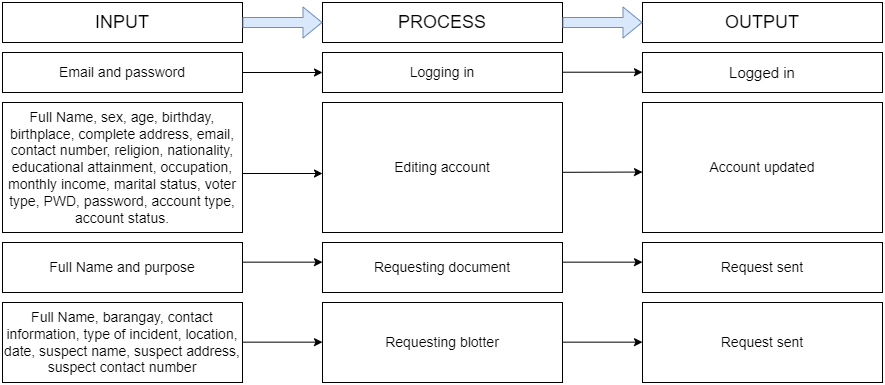 INPUT
PROCESS
OUTPUT
Email and password
Logging in
Logged in
Full Name, sex, age, birthday,
birthplace, complete address, email,
contact number, religion, nationality,
educational attainment, occupation,
monthly income, marital status, voter
type, PWD, password, account type,
account status.
Editing account
Account updated
Full Name and purpose
Requesting document
Request sent
Full Name, barangay, contact
information, type of incident, location,
date, suspect name, suspect address,
suspect contact number
Requesting blotter
Request sent